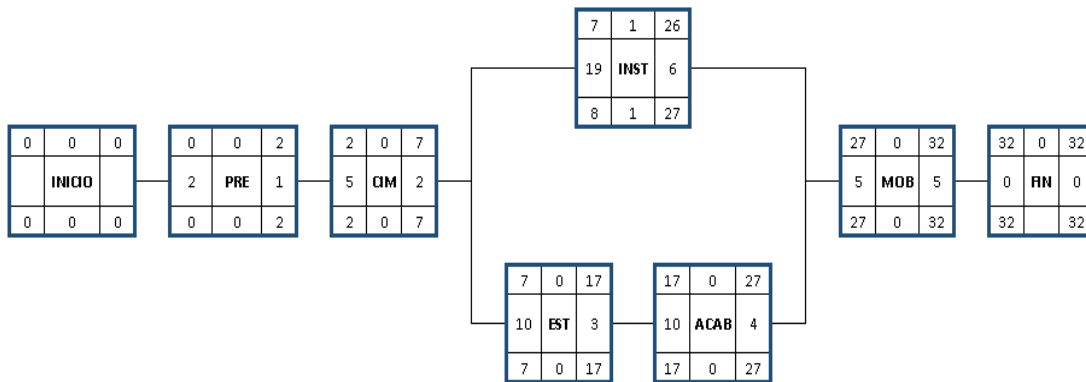 7 1 26
19 INST 6
8 1 27
0 0 0
INICIO
0 0 0
0 0 2
2 PRE 1
0 0 2
2 0 7
5 CIM 2
2 0 7
7 0 17
10 EST 3
7 0 17
17 0 27
10 ACAB 4
17 0 27
27 0 32
5 MOB 5
27 0 32
32 0 32
0 FIN 0
32 32